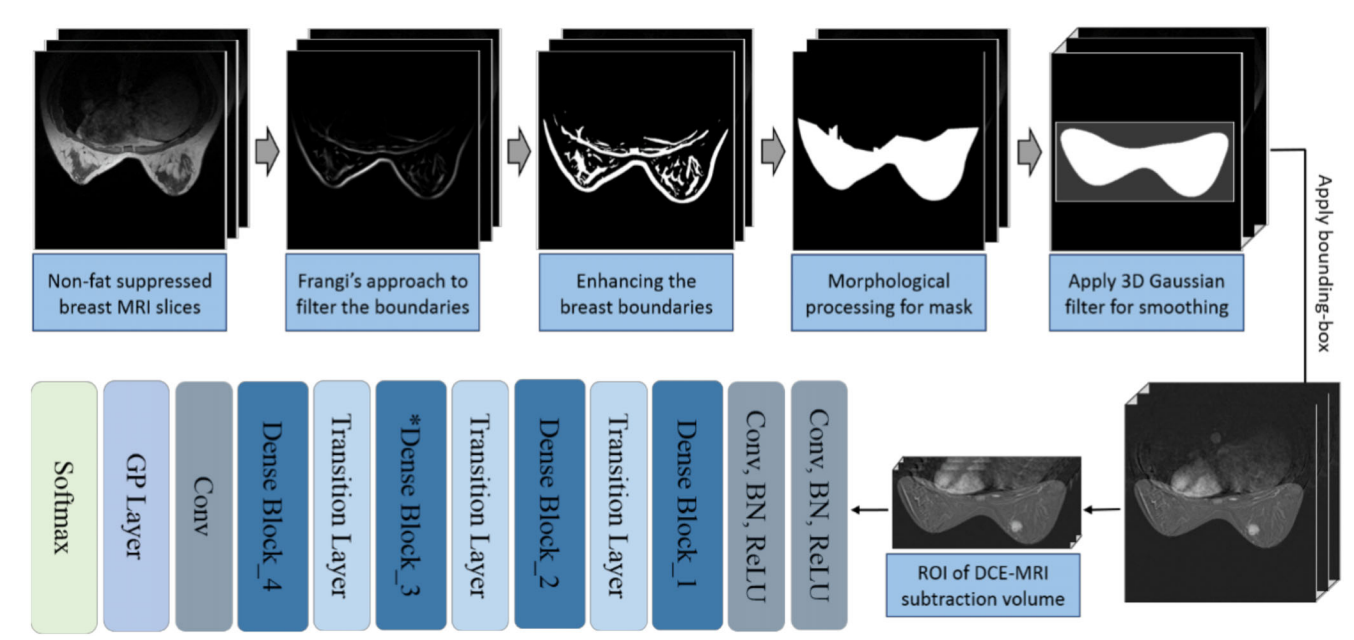 Non-fat suppressed
breast MRI slices
Frangi's approach to
filter the boundaries
Enhancing the
breast boundaries
Morphological
processing for mask
Apply 3D Gaussian
filter for smoothing
Apply bounding-box
ROI of DCE-MRI
subtraction volume
Conv, BN, ReLU
Conv, BN, ReLU
Dense Block_1
Transition Layer
Dense Block_2
Transition Layer
*Dense Block_3
Transition Layer
Dense Block_4
Conv
GP Layer
Softmax